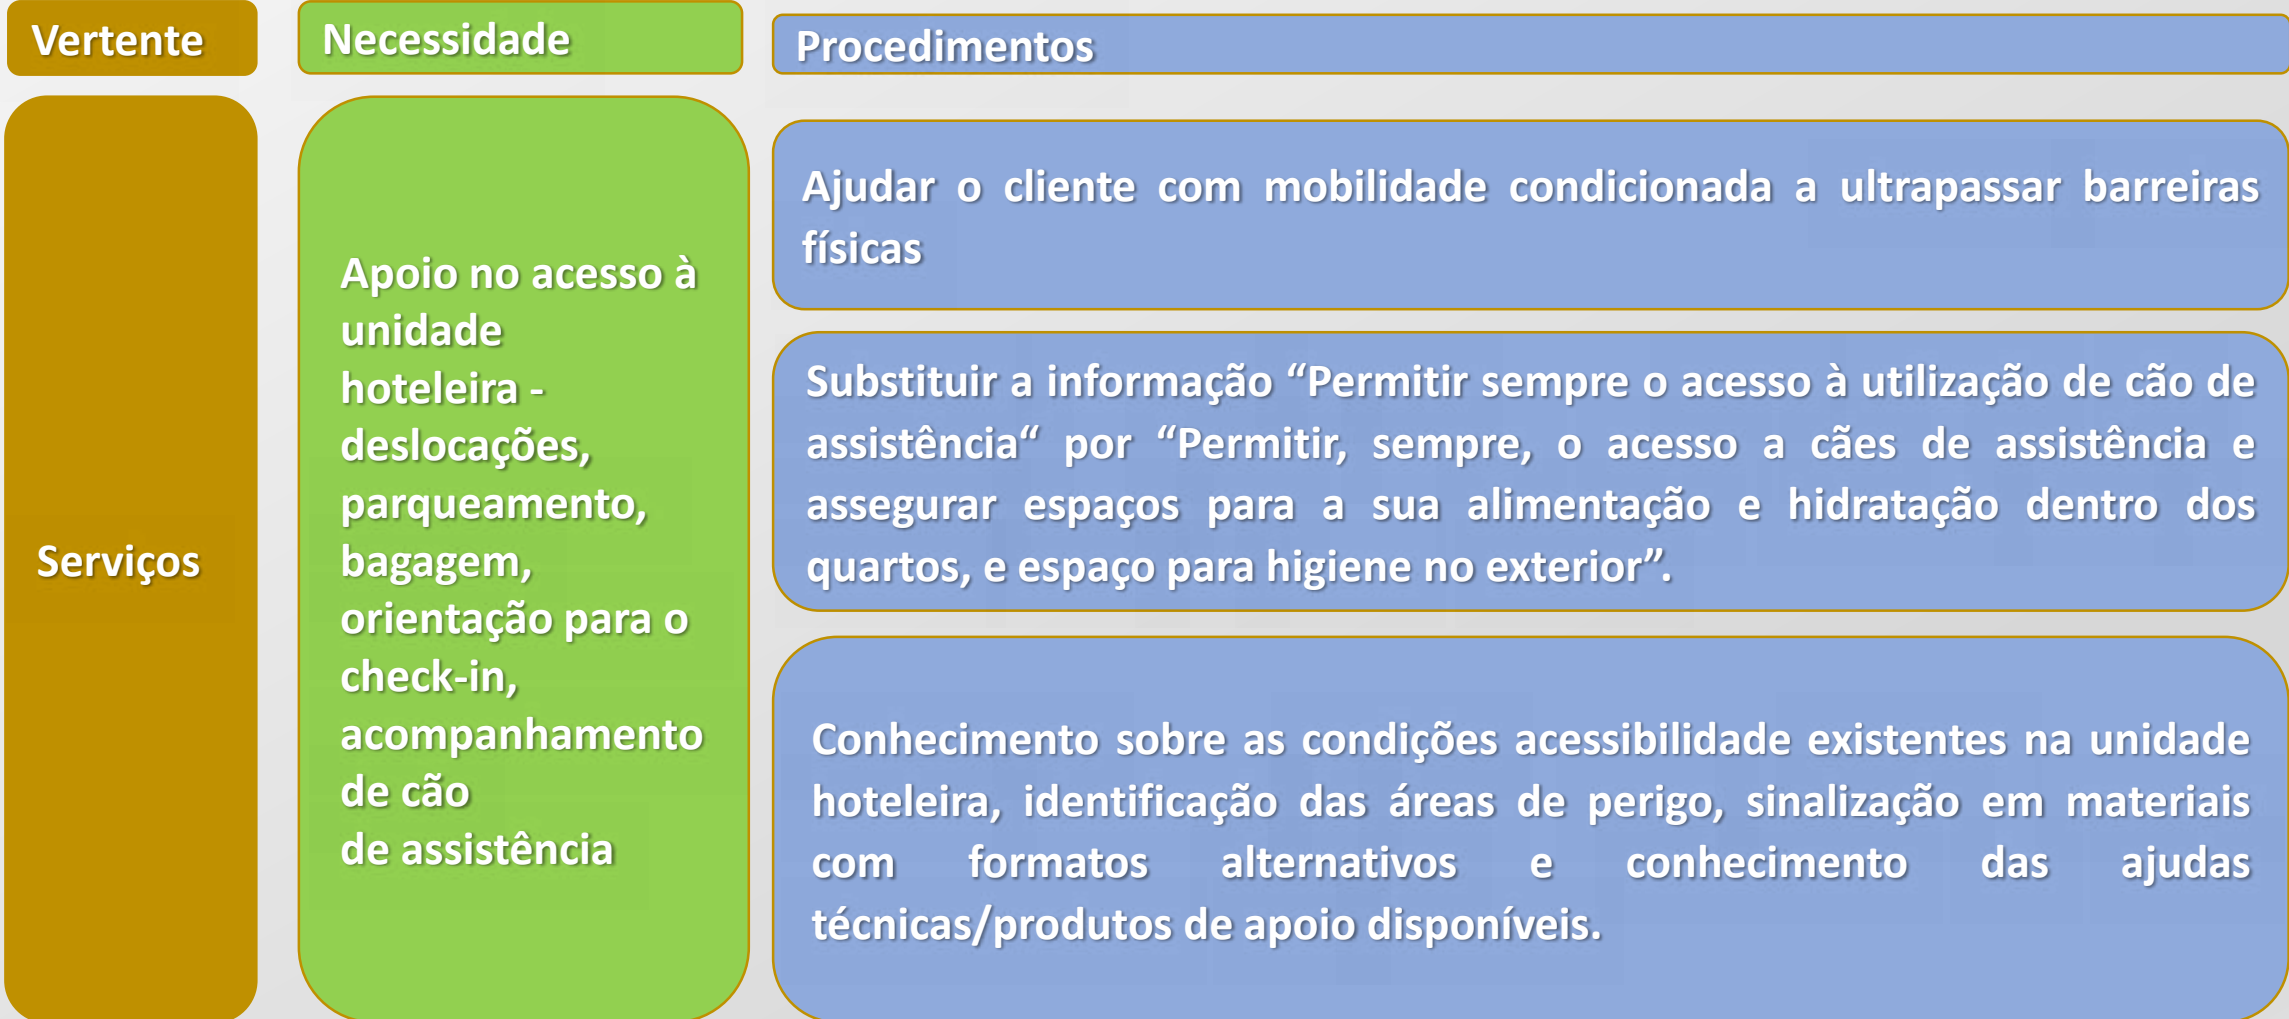 Vertente
Necessidade
Procedimentos
Serviços
Apoio no acesso à
unidade
hoteleira -
deslocações,
parqueamento,
bagagem,
orientação para o
check-in,
acompanhamento
de cão
de assistência
Ajudar o cliente com mobilidade condicionada a ultrapassar barreiras
físicas
Substituir a informação “Permitir sempre o acesso à utilização de cão de
assistência“ por “Permitir, sempre, o acesso a cães de assistência e
assegurar espaços para a sua alimentação e hidratação dentro dos
quartos, e espaço para higiene no exterior”.
Conhecimento sobre as condições acessibilidade existentes na unidade
hoteleira, identificação das áreas de perigo, sinalização em materiais
com formatos alternativos e conhecimento das ajudas
técnicas/produtos de apoio disponíveis.